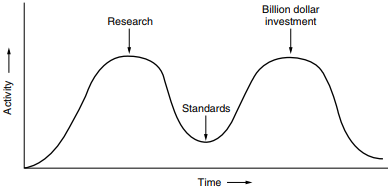 Billion dollar
investment
Research
Standards
Activity
Time